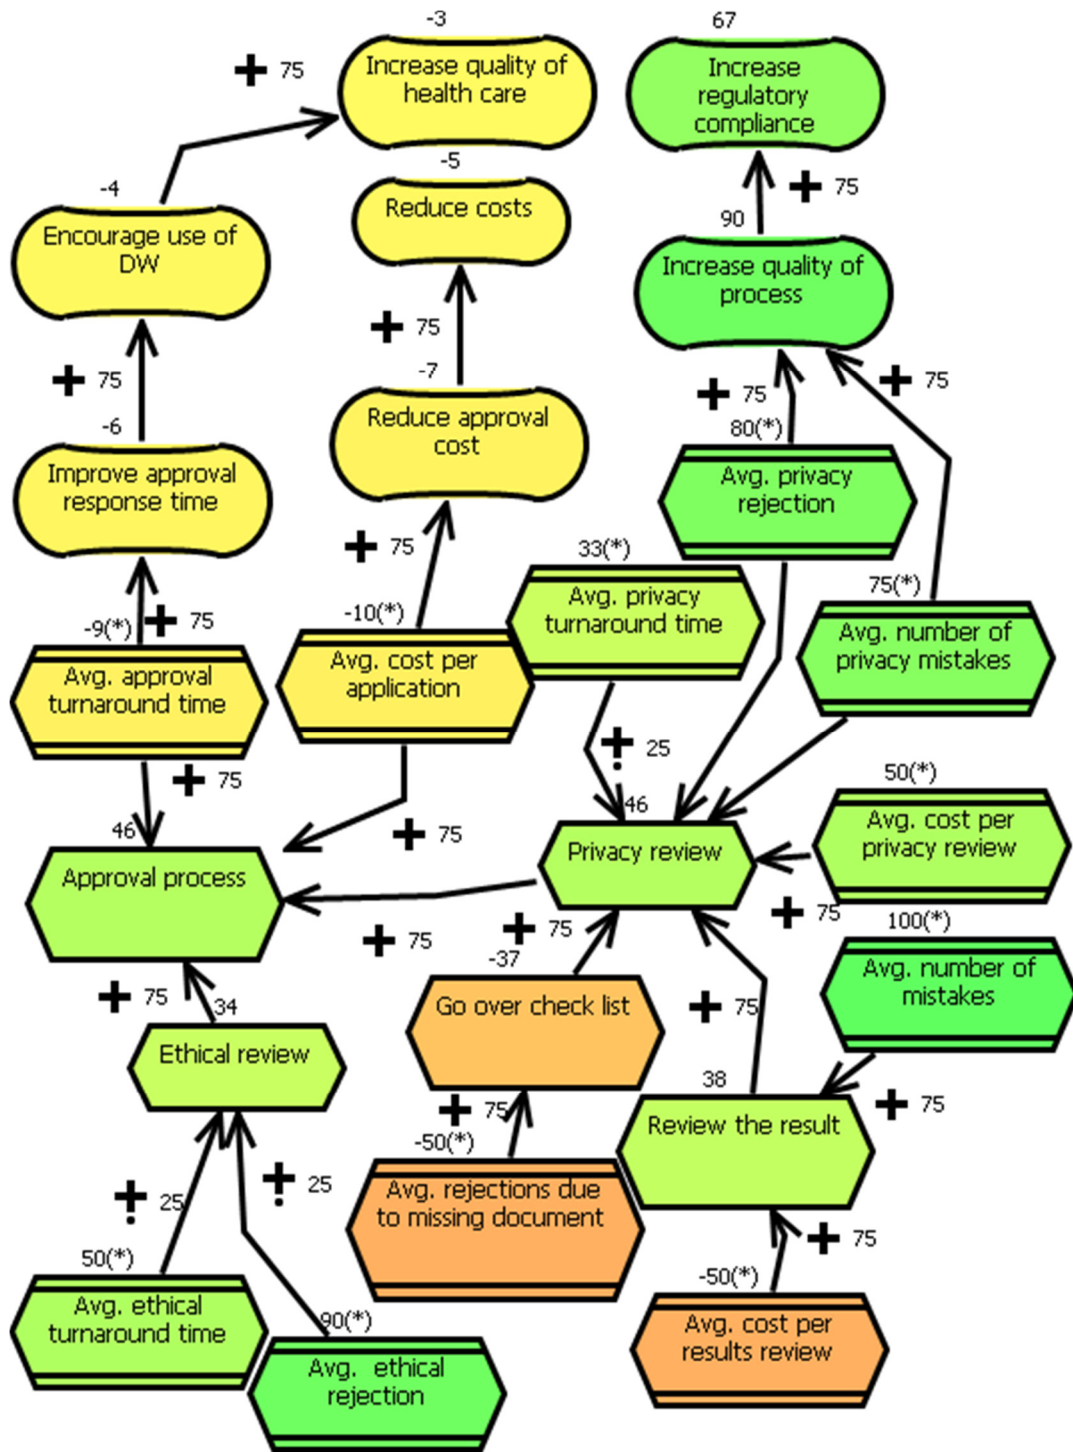 -3
Increase quality of
health care
67
Increase
regulatory
compliance
75
75
-4
Encourage use of
DW
-5
Reduce costs
90
Increase quality of
process
75
75
75
75
-6
Improve approval
response time
-7
Reduce approval
cost
80(*)
Avg. privacy
rejection
75
75
-9(*)
Avg. approval
turnaround time
-10(*)
Avg. cost per
application
33(*)
Avg. privacy
turnaround time
75(*)
Avg. number of
privacy mistakes
75
25
75
46
Approval process
46
Privacy review
50(*)
Avg. cost per
privacy review
75
75
75
75
34
Ethical review
-37
Go over check list
75
100(*)
Avg. number of
mistakes
75
38
Review the result
75
-50(*)
Avg. rejections due
to missing document
25
25
75
50(*)
Avg. ethical
turnaround time
90(*)
Avg.  ethical
rejection
-50(*)
Avg. cost per
results review